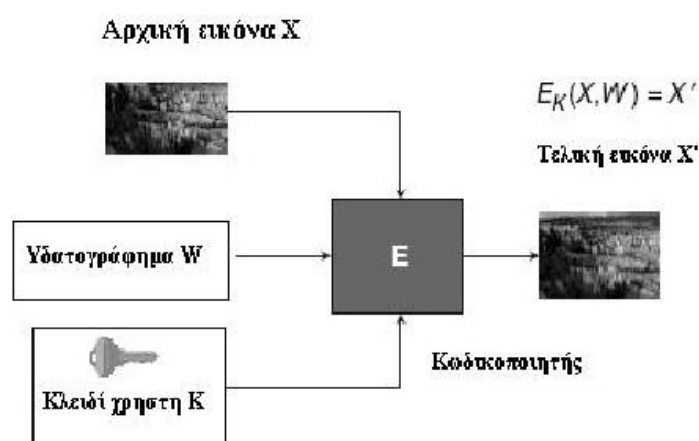 Αρχική εικόνα X
E_K(X,W) = X'
Τελική εικόνα X'
Υδατογράφημα W
E
Κωδικοποιητής
Κλειδί χρηστη K